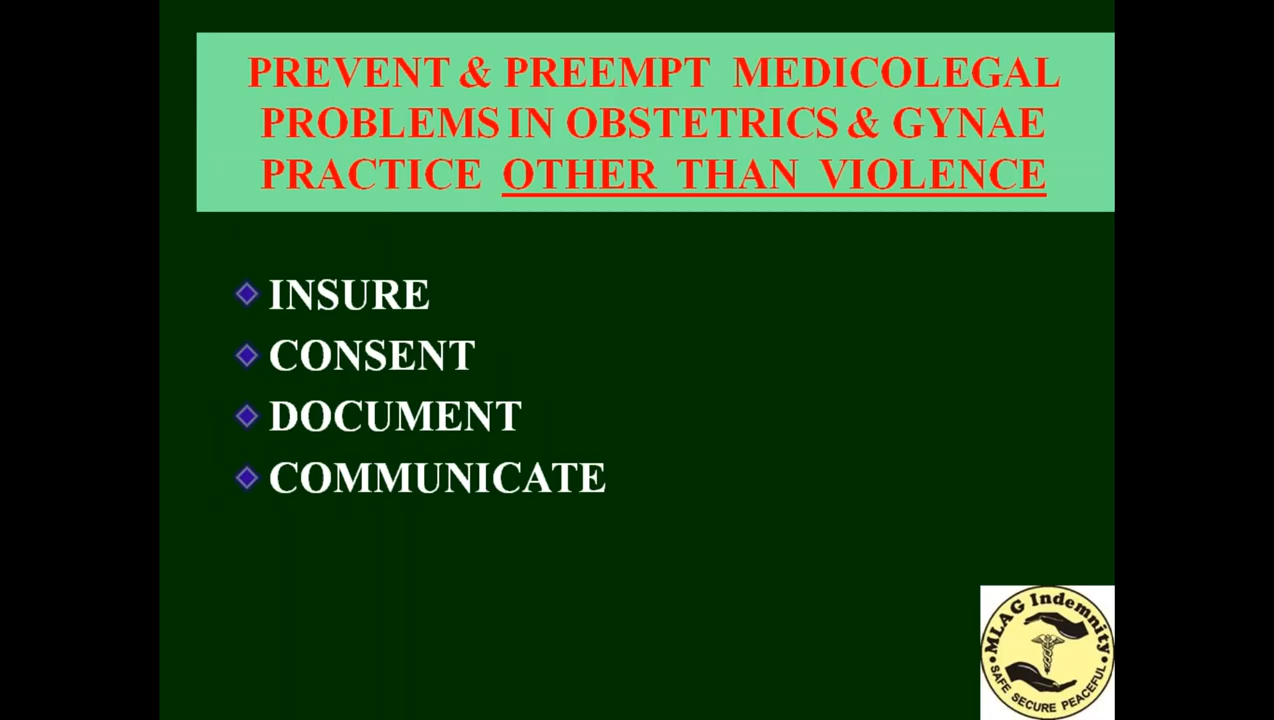 PREVENT & PREEMPT MEDICOLEGAL
PROBLEMS IN OBSTETRICS & GYNAE
PRACTICE OTHER THAN VIOLENCE
INSURE
CONSENT
DOCUMENT
COMMUNICATE
MLAG Indemnity
SAFE SECURE PEACEFUL